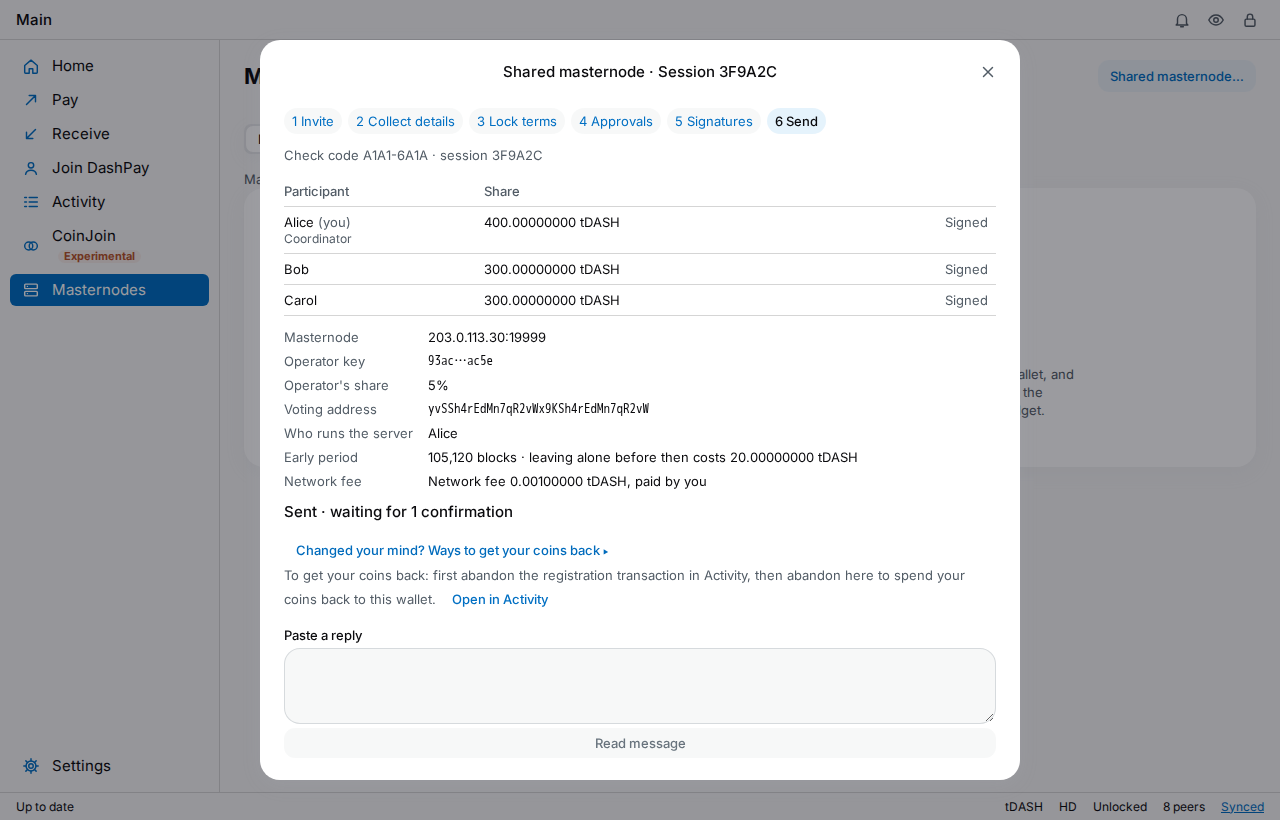 Main
Home
Pay
Receive
Join DashPay
Activity
CoinJoin
Experimental
Masternodes
Settings
Shared masternode...
Shared masternode · Session 3F9A2C
1 Invite
2 Collect details
3 Lock terms
4 Approvals
5 Signatures
6 Send
Check code A1A1-6A1A · session 3F9A2C
Participant Share
Alice (you) 400.00000000 tDASH Signed
Coordinator
Bob 300.00000000 tDASH Signed
Carol 300.00000000 tDASH Signed
Masternode 203.0.113.30:19999
Operator key 93ac···ac5e
Operator's share 5%
Voting address yvSSh4rEdMn7qR2vWx9KSh4rEdMn7qR2vW
Who runs the server Alice
Early period 105,120 blocks · leaving alone before then costs 20.00000000 tDASH
Network fee Network fee 0.00100000 tDASH, paid by you
Sent · waiting for 1 confirmation
Changed your mind? Ways to get your coins back ▸
To get your coins back: first abandon the registration transaction in Activity, then abandon here to spend your
coins back to this wallet. Open in Activity
Paste a reply
Read message
allet, and
the
get.
Up to date
tDASH HD Unlocked 8 peers Synced